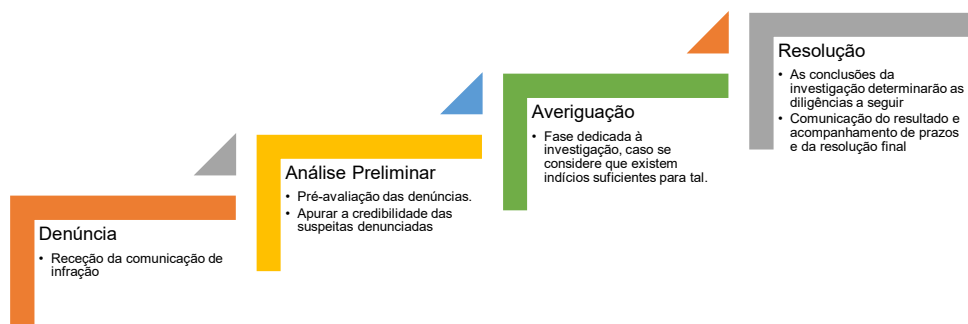 Denúncia
• Receção da comunicação de
infração
Análise Preliminar
• Pré-avaliação das denúncias.
• Apurar a credibilidade das
suspeitas denunciadas
Averiguação
• Fase dedicada à
investigação, caso se
considere que existem
indícios suficientes para tal.
Resolução
• As conclusões da
investigação determinarão as
diligências a seguir
• Comunicação do resultado e
acompanhamento de prazos
e da resolução final